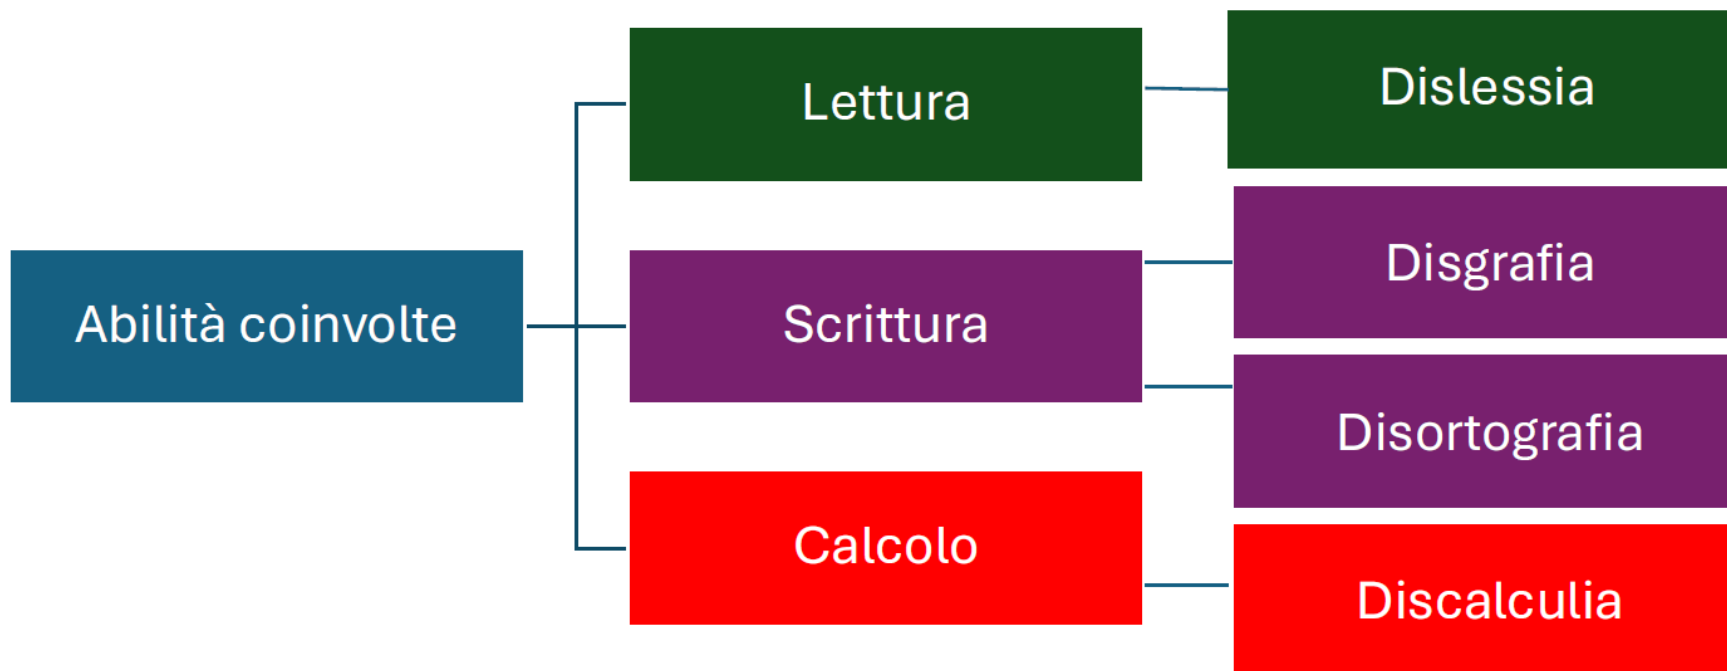 Abilità coinvolte
Lettura
Dislessia
Scrittura
Disgrafia
Disortografia
Calcolo
Discalculia